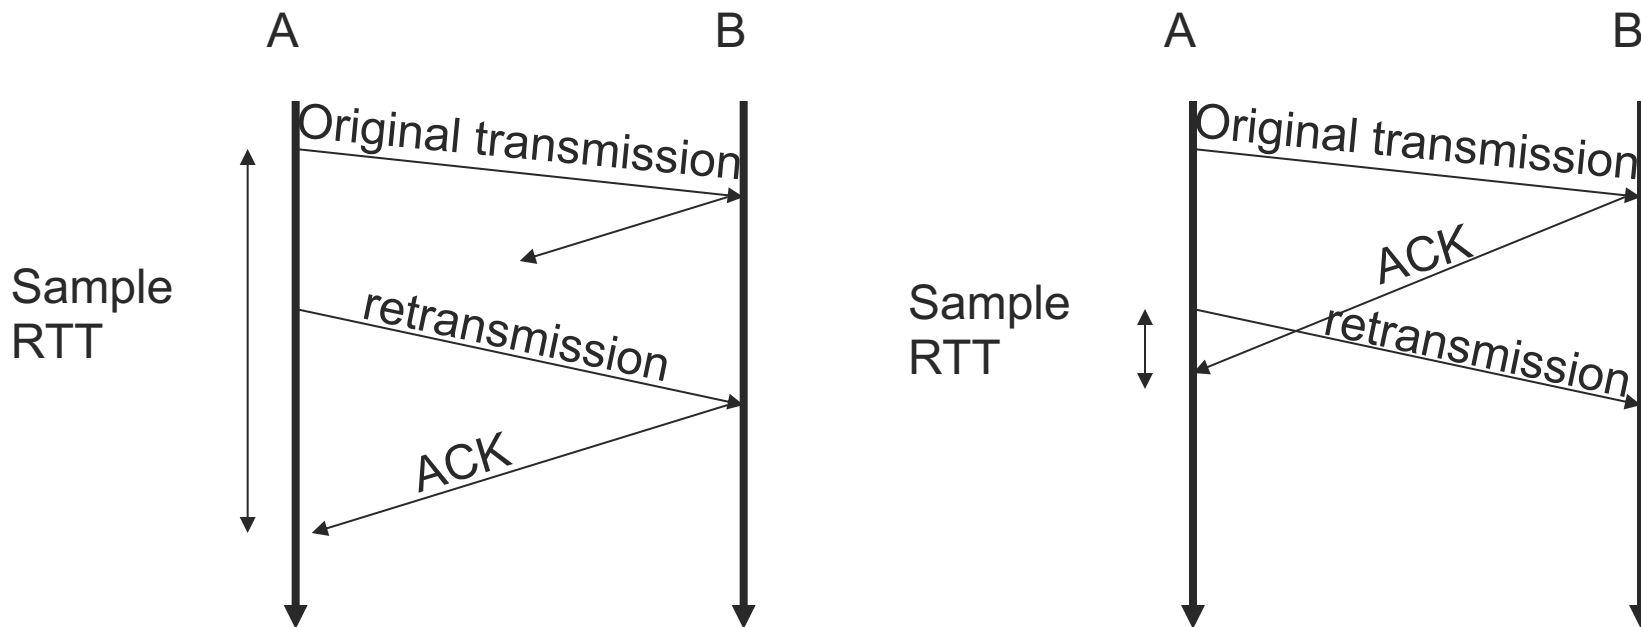 A
B
Original transmission
Sample
RTT
retransmission
ACK
A
B
Original transmission
ACK
Sample
RTT
retransmission